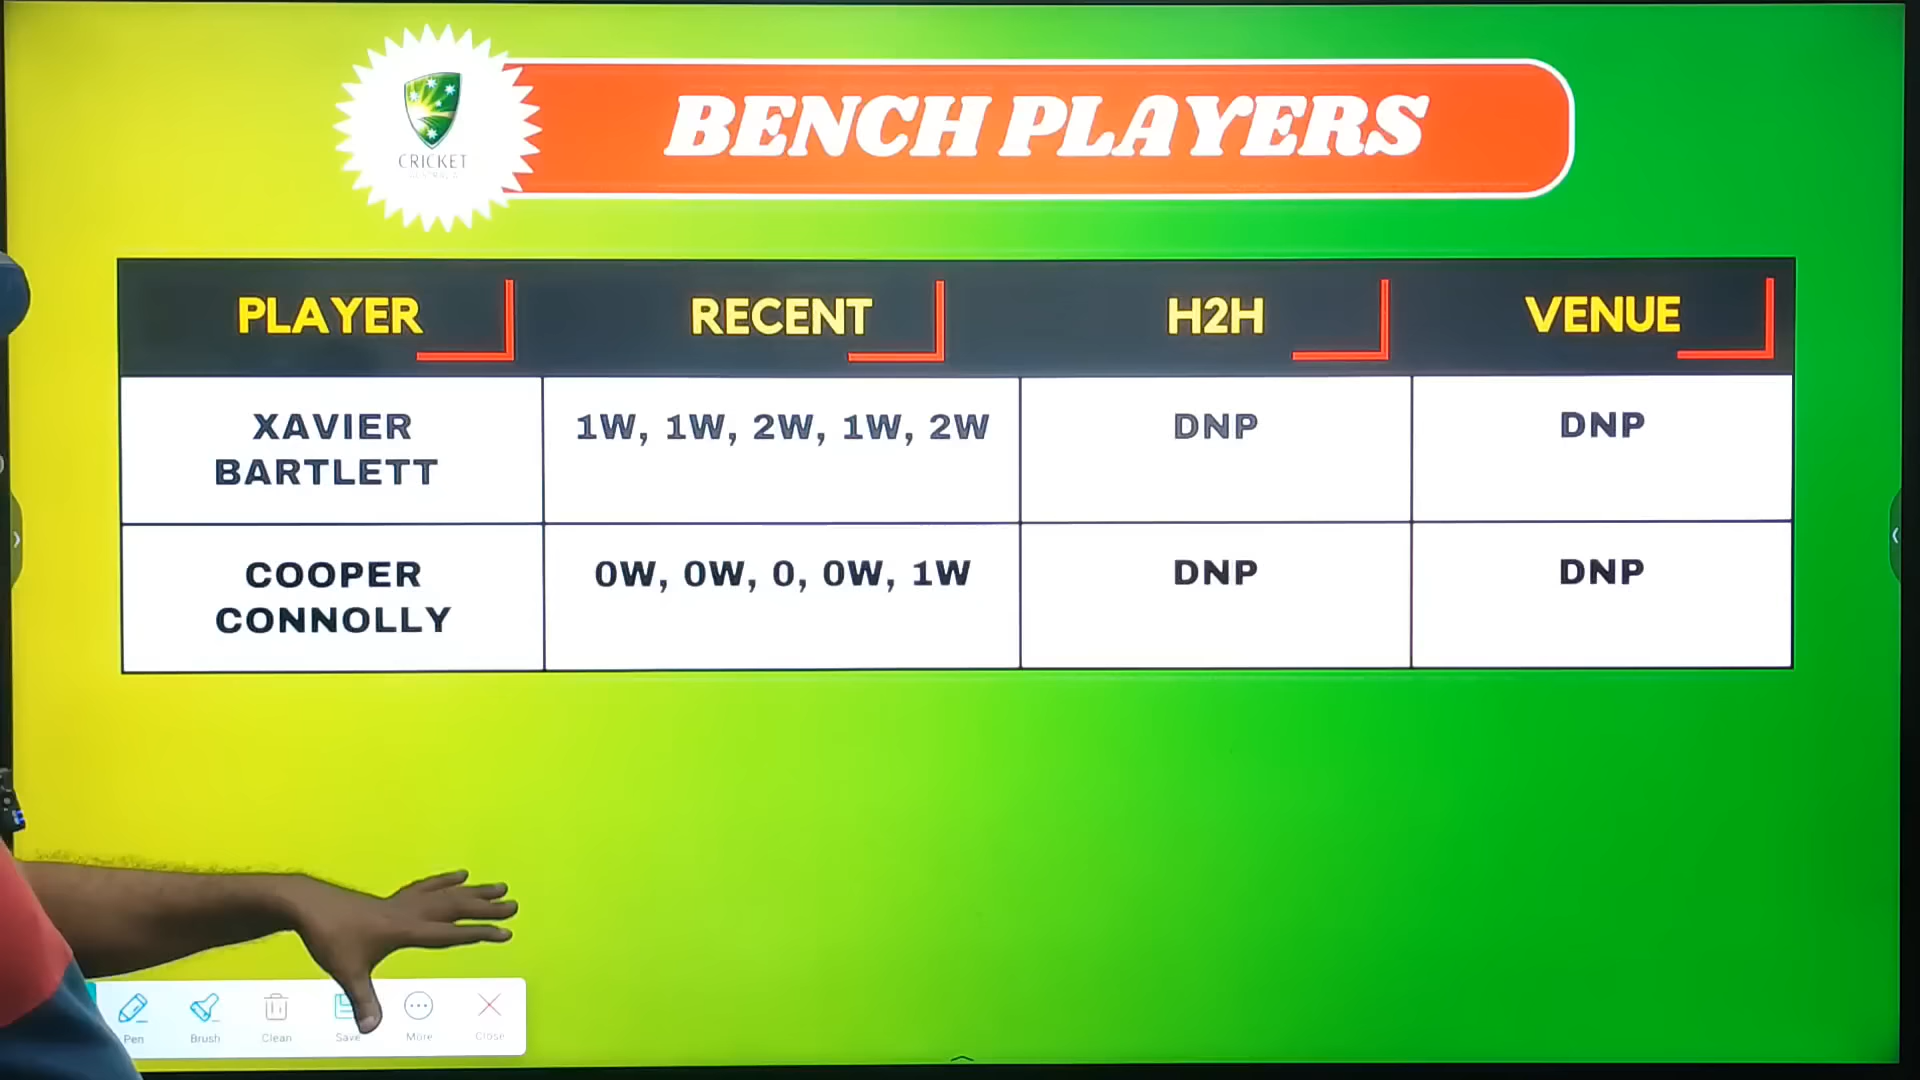 CRICKET
AUSTRALIA
BENCH PLAYERS
PLAYER RECENT H2H VENUE
XAVIER BARTLETT 1W, 1W, 2W, 1W, 2W DNP DNP
COOPER CONNOLLY 0W, 0W, 0, 0W, 1W DNP DNP
Pen Brush Clean Save More Close